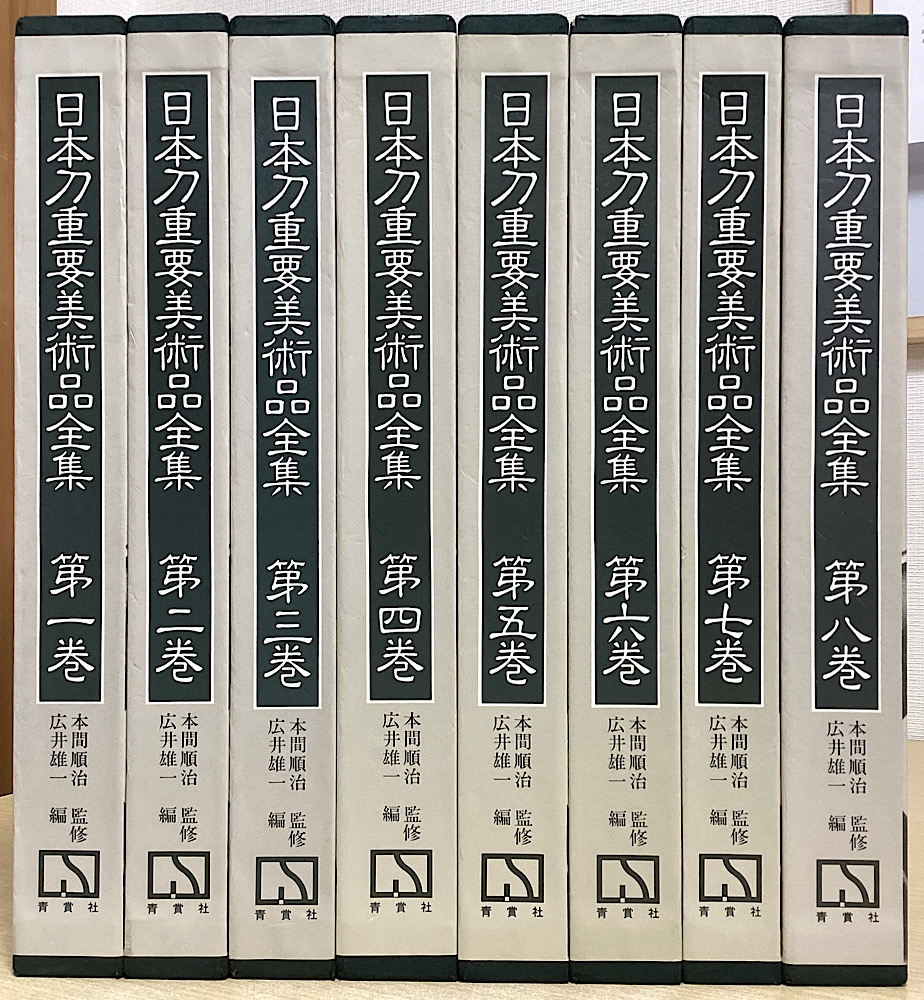 日本刀重要美術品全集 第一巻
本間順治 監修
広井雄一 編
青賞社
日本刀重要美術品全集 第二巻
本間順治 監修
広井雄一 編
青賞社
日本刀重要美術品全集 第三巻
本間順治 監修
広井雄一 編
青賞社
日本刀重要美術品全集 第四巻
本間順治 監修
広井雄一 編
青賞社
日本刀重要美術品全集 第五巻
本間順治 監修
広井雄一 編
青賞社
日本刀重要美術品全集 第六巻
本間順治 監修
広井雄一 編
青賞社
日本刀重要美術品全集 第七巻
本間順治 監修
広井雄一 編
青賞社
日本刀重要美術品全集 第八巻
本間順治 監修
広井雄一 編
青賞社